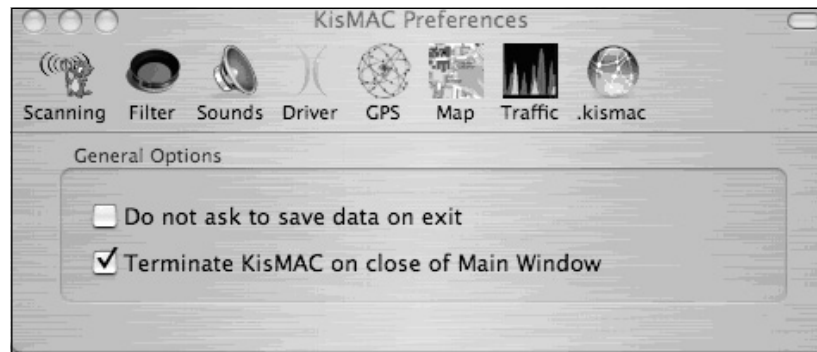 KisMAC Preferences
Scanning Filter Sounds Driver GPS Map Traffic .kismac
General Options
Do not ask to save data on exit
Terminate KisMAC on close of Main Window